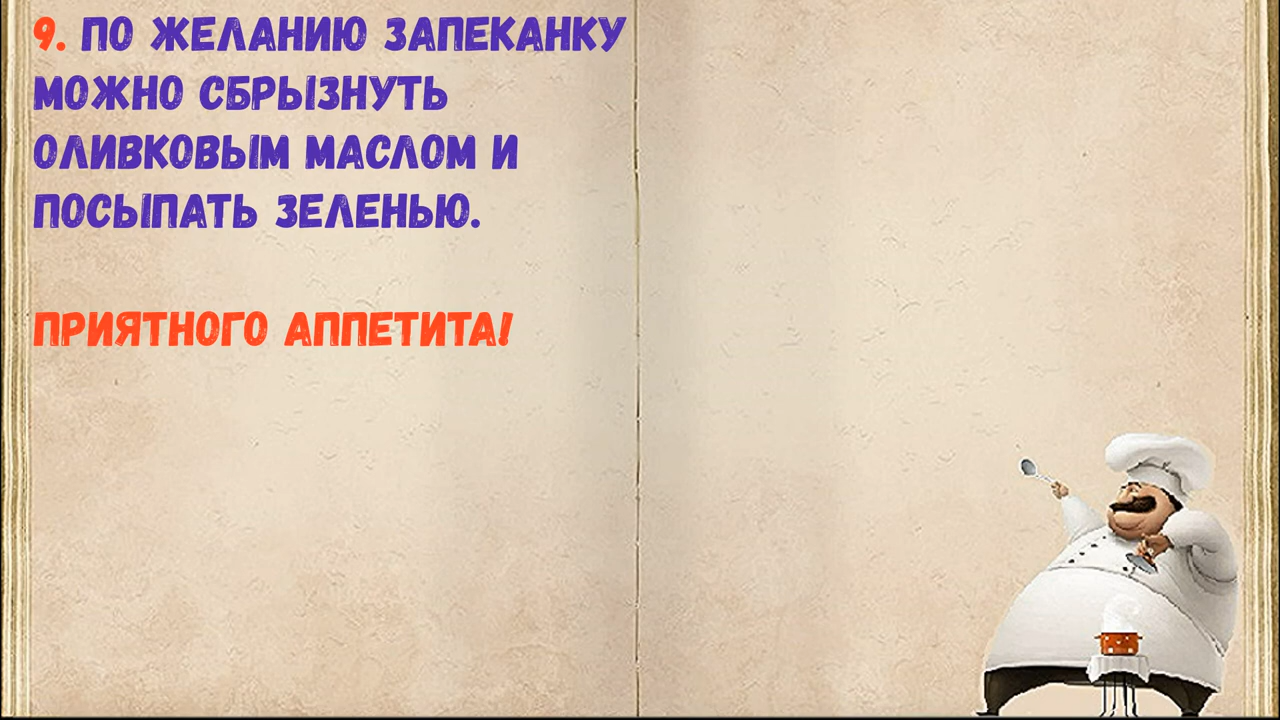 9. ПО ЖЕЛАНИЮ ЗАПЕКАНКУ
МОЖНО СБРЫЗНУТЬ
ОЛИВКОВЫМ МАСЛОМ И
ПОСЫПАТЬ ЗЕЛЕНЬЮ.
ПРИЯТНОГО АППЕТИТА!